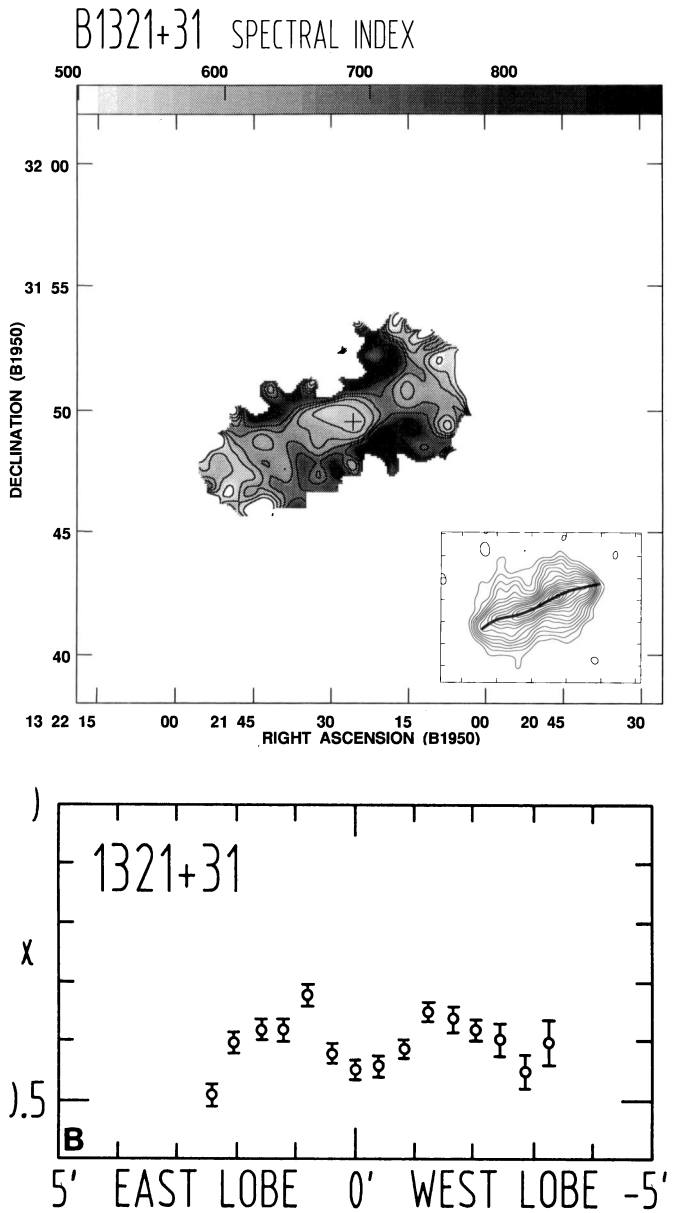 B1321+31 SPECTRAL INDEX
500 600 700 800
32 00
31 55
50
45
40
DECLINATION (B1950)
13 22 15 00 21 45 30 15 00 20 45 30
RIGHT ASCENSION (B1950)
)
1321+31
X
).5
B
5' EAST LOBE 0' WEST LOBE -5'